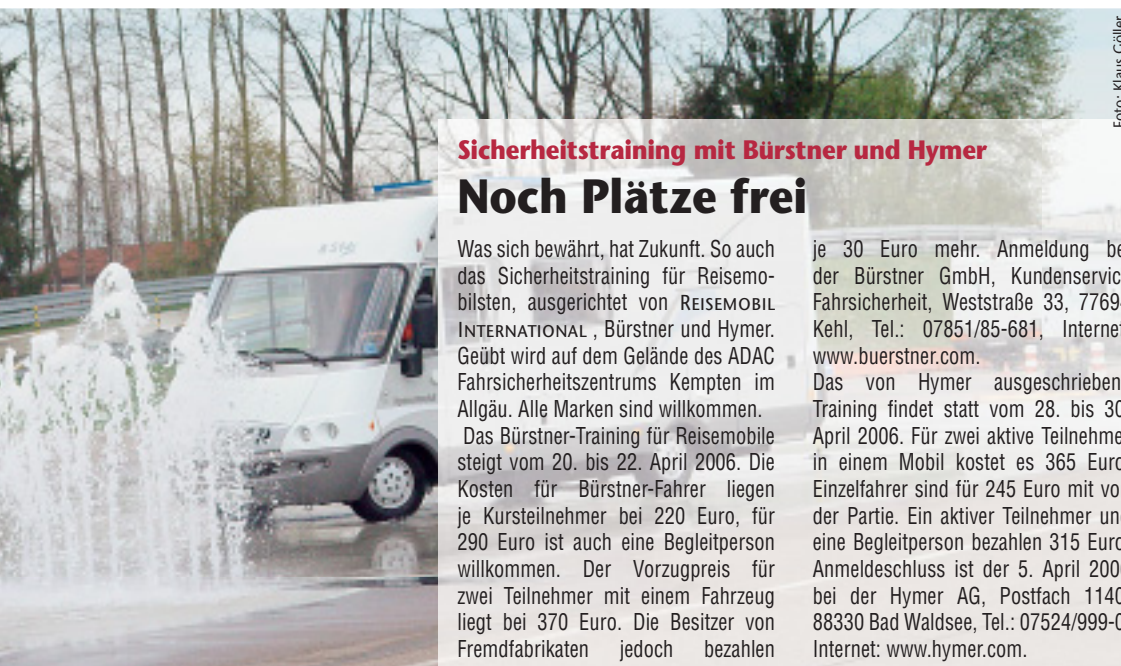 Foto: Klaus Göller
Sicherheitstraining mit Bürstner und Hymer
Noch Plätze frei
Was sich bewährt, hat Zukunft. So auch
das Sicherheitstraining für Reisemo-
bilsten, ausgerichtet von REISEMOBIL
INTERNATIONAL , Bürstner und Hymer.
Geübt wird auf dem Gelände des ADAC
Fahrsicherheitszentrums Kempten im
Allgäu. Alle Marken sind willkommen.
Das Bürstner-Training für Reisemobile
steigt vom 20. bis 22. April 2006. Die
Kosten für Bürstner-Fahrer liegen
je Kursteilnehmer bei 220 Euro, für
290 Euro ist auch eine Begleitperson
willkommen. Der Vorzugpreis für
zwei Teilnehmer mit einem Fahrzeug
liegt bei 370 Euro. Die Besitzer von
Fremdfabrikaten jedoch bezahlen
je 30 Euro mehr. Anmeldung be
der Bürstner GmbH, Kundenservic
Fahrsicherheit, Weststraße 33, 7769
Kehl, Tel.: 07851/85-681, Internet
www.buerstner.com.
Das von Hymer ausgeschrieben
Training findet statt vom 28. bis 30
April 2006. Für zwei aktive Teilnehme
in einem Mobil kostet es 365 Euro
Einzelfahrer sind für 245 Euro mit vo
der Partie. Ein aktiver Teilnehmer un
eine Begleitperson bezahlen 315 Euro
Anmeldeschluss ist der 5. April 200
bei der Hymer AG, Postfach 1140
88330 Bad Waldsee, Tel.: 07524/999-0
Internet: www.hymer.com.